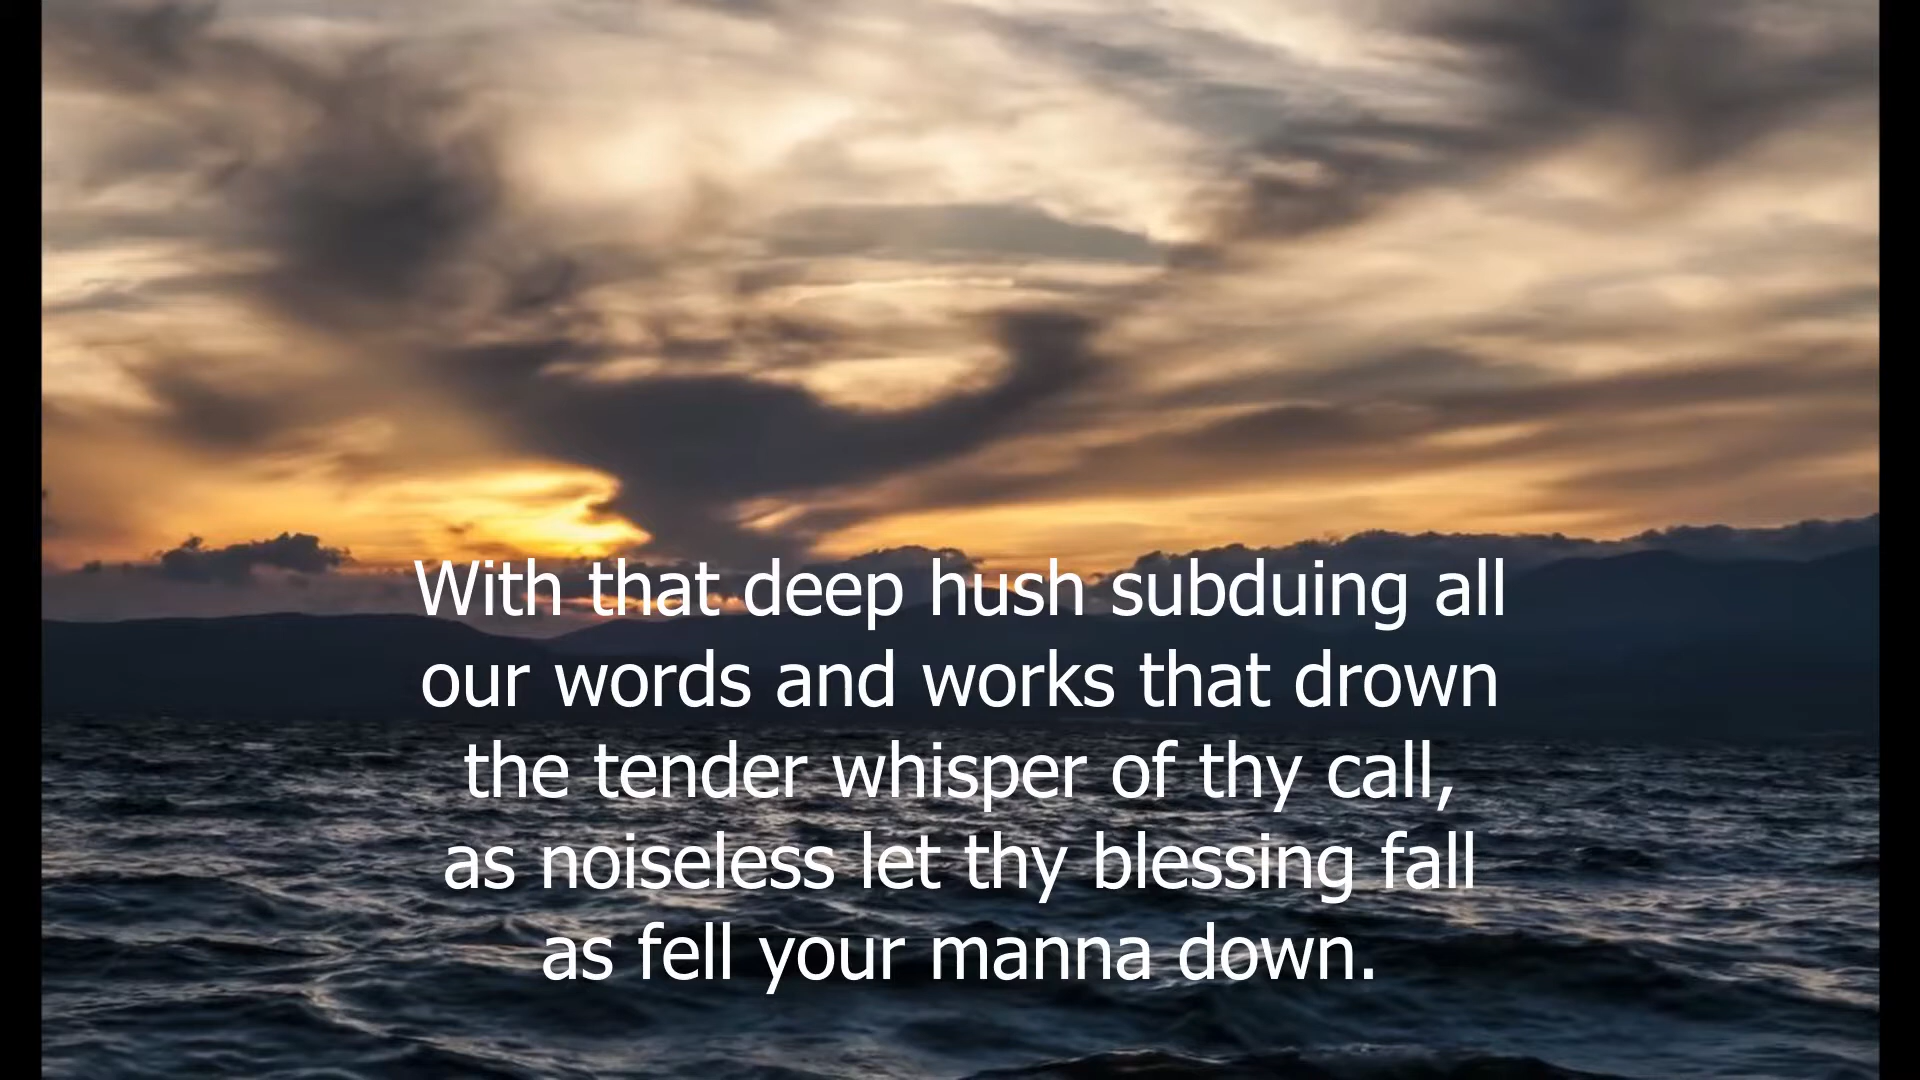 With that deep hush subduing all
our words and works that drown
the tender whisper of thy call,
as noiseless let thy blessing fall
as fell your manna down.